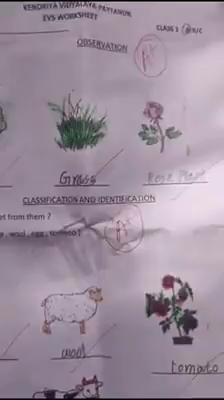 KENDRIYA VIDYALAYA PATTANUR
EVS WORKSHEET
CLASS 3 A/B/C
OBSERVATION
A+
Grass Rose Plant
CLASSIFICATION AND IDENTIFICATION
et from them ?
, wool , egg , tomato )
A+
wool
tomato